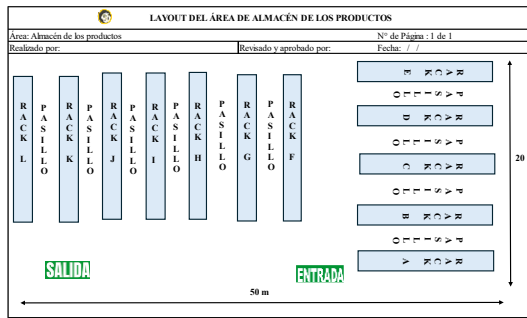 LAYOUT DEL ÁREA DE ALMACÉN DE LOS PRODUCTOS
Área: Almacén de los productos
N° de Página : 1 de 1
Realizado por:
Revisado y aprobado por:
Fecha: / /
RACK L
PASILLO
RACK K
PASILLO
RACK J
PASILLO
RACK I
PASILLO
RACK H
PASILLO
RACK G
PASILLO
RACK F
RACK E
PASILLO
RACK D
PASILLO
RACK C
PASILLO
RACK B
PASILLO
RACK A
20
SALIDA
ENTRADA
50 m